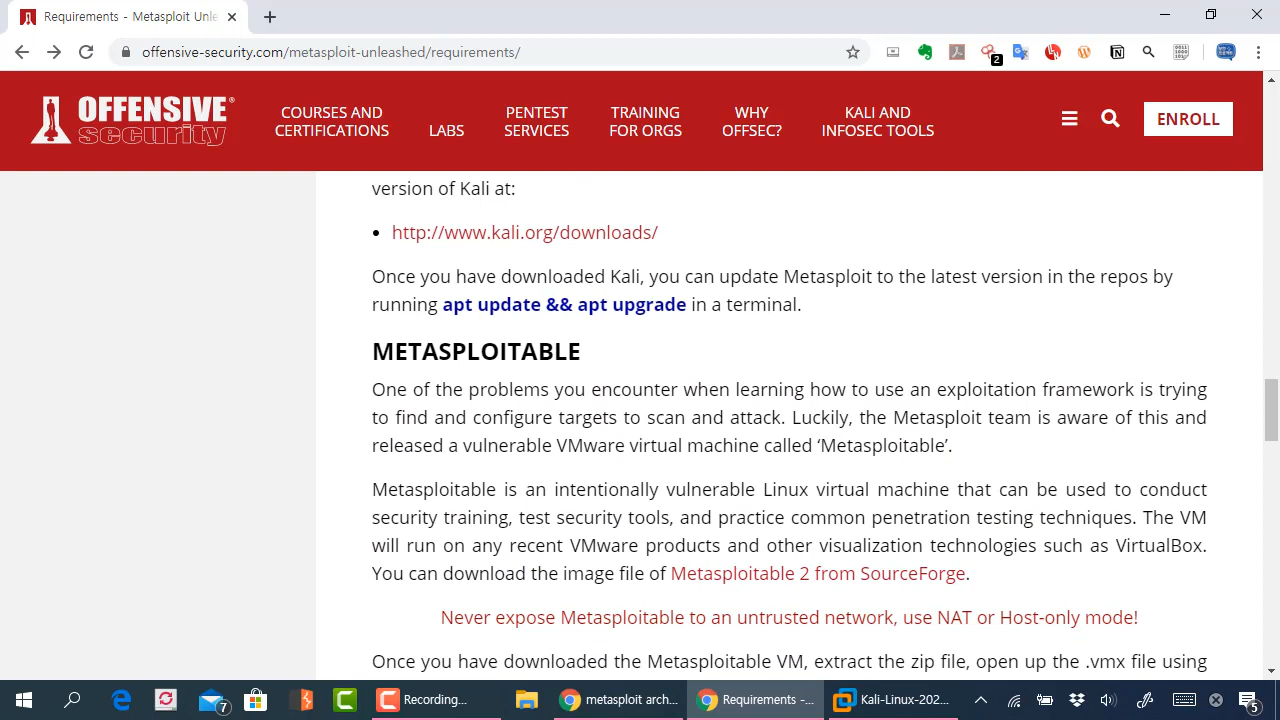 Requirements - Metasploit Unle
offensive-security.com/metasploit-unleashed/requirements/
2
OFFENSIVE®
security
COURSES AND
CERTIFICATIONS
LABS
PENTEST
SERVICES
TRAINING
FOR ORGS
WHY
OFFSEC?
KALI AND
INFOSEC TOOLS
ENROLL
version of Kali at:
http://www.kali.org/downloads/
Once you have downloaded Kali, you can update Metasploit to the latest version in the repos by
running apt update && apt upgrade in a terminal.
METASPLOITABLE
One of the problems you encounter when learning how to use an exploitation framework is trying
to find and configure targets to scan and attack. Luckily, the Metasploit team is aware of this and
released a vulnerable VMware virtual machine called ‘Metasploitable’.
Metasploitable is an intentionally vulnerable Linux virtual machine that can be used to conduct
security training, test security tools, and practice common penetration testing techniques. The VM
will run on any recent VMware products and other visualization technologies such as VirtualBox.
You can download the image file of Metasploitable 2 from SourceForge.
Never expose Metasploitable to an untrusted network, use NAT or Host-only mode!
Once you have downloaded the Metasploitable VM, extract the zip file, open up the .vmx file using
7
Recording...
metasploit arch...
Requirements -...
Kali-Linux-202...
5